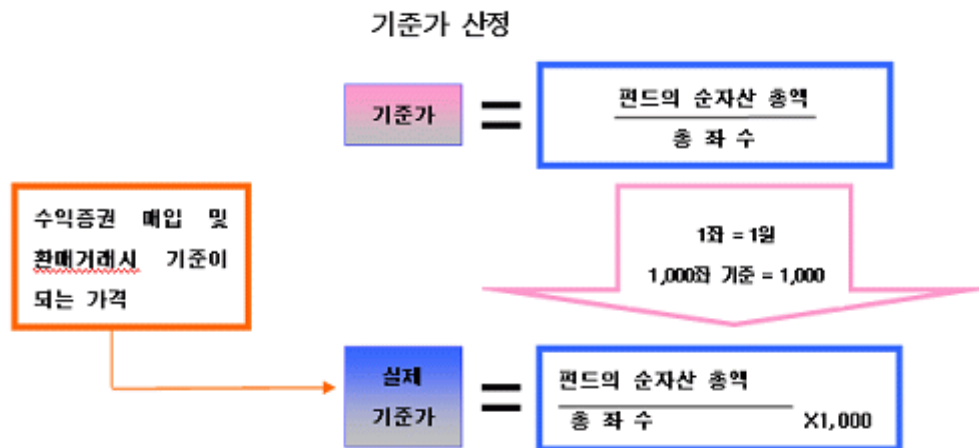 기준가 산정
기준가
=
펀드의 순자산 총액
총 좌 수
수익증권 매입 및
환매거래시 기준이
되는 가격
1좌 = 1원
1,000좌 기준 = 1,000
실제
기준가
=
펀드의 순자산 총액
총 좌 수 X1,000